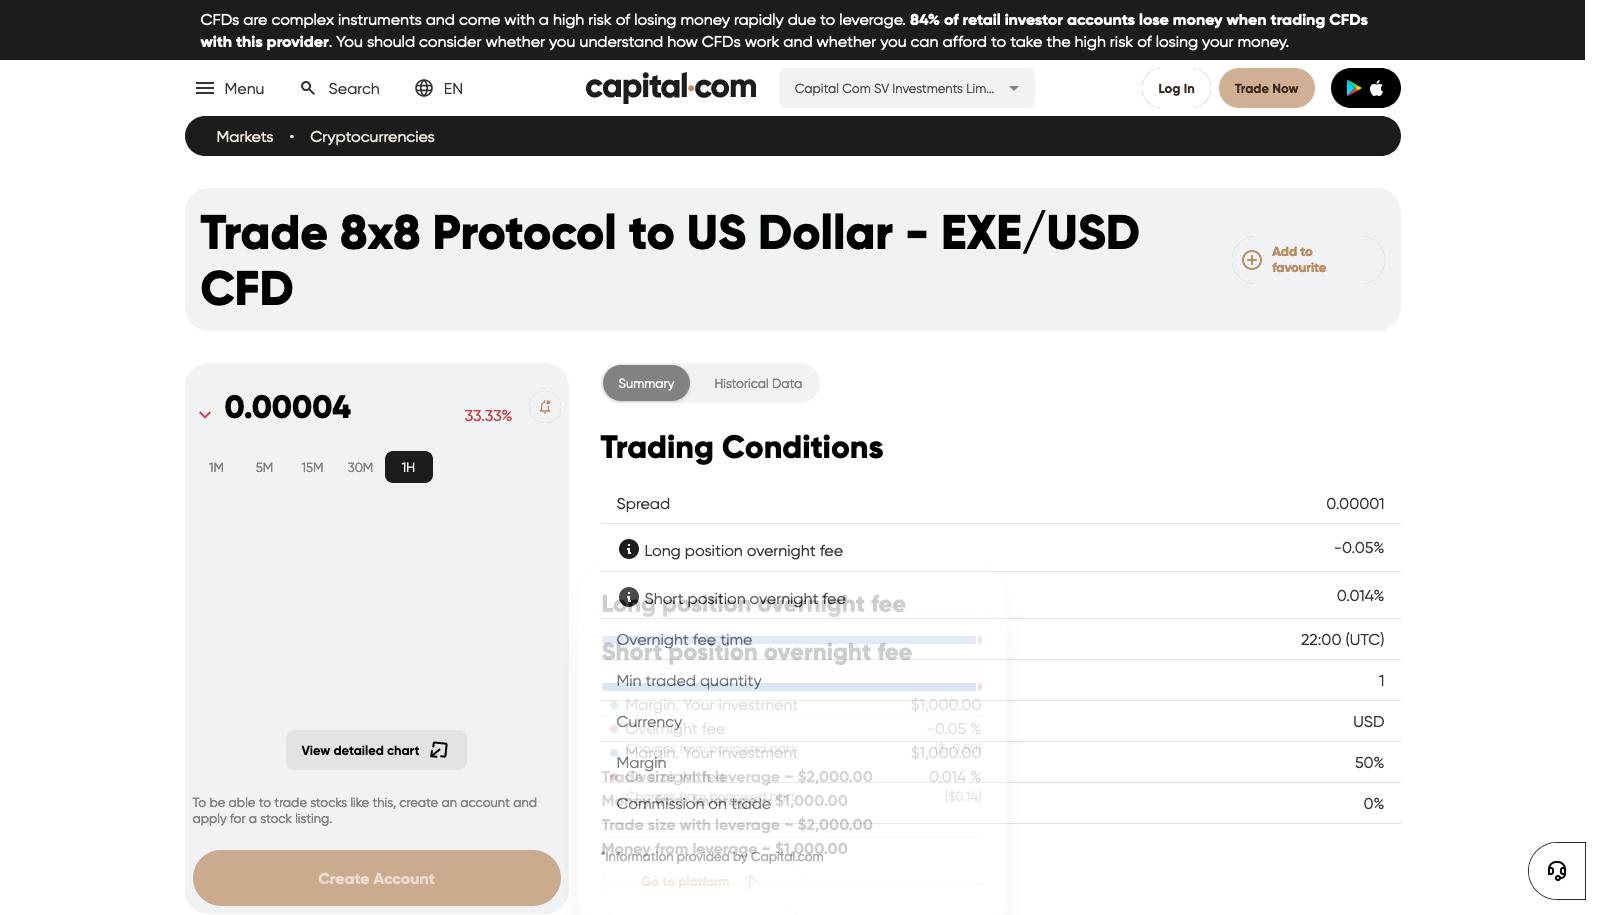 CFDs are complex instruments and come with a high risk of losing money rapidly due to leverage. 84% of retail investor accounts lose money when trading CFDs
with this provider. You should consider whether you understand how CFDs work and whether you can afford to take the high risk of losing your money.
Menu Search EN capital.com Capital Com SV Investments Lim... Log In Trade Now
Markets • Cryptocurrencies
Trade 8x8 Protocol to US Dollar - EXE/USD
CFD
Add to
favourite
0.00004
33.33%
1M 5M 15M 30M 1H
View detailed chart
To be able to trade stocks like this, create an account and
apply for a stock listing.
Create Account
Summary Historical Data
Trading Conditions
Spread 0.00001
Long position overnight fee -0.05%
Short position overnight fee 0.014%
Long position overnight fee
Overnight fee time 22:00 (UTC)
Short position overnight fee
Min traded quantity 1
Margin. Your investment $1,000.00
Currency USD
Overnight fee -0.05 %
Margin. Your investment $1,000.00
Margin 50%
Trade size with leverage ~ $2,000.00
Overnight fee 0.014 %
Charges from borrowed part ($0.14)
Commission on trade 0%
Money from leverage ~ $1,000.00
Trade size with leverage ~ $2,000.00
Money from leverage ~ $1,000.00
*Information provided by Capital.com
Go to platform